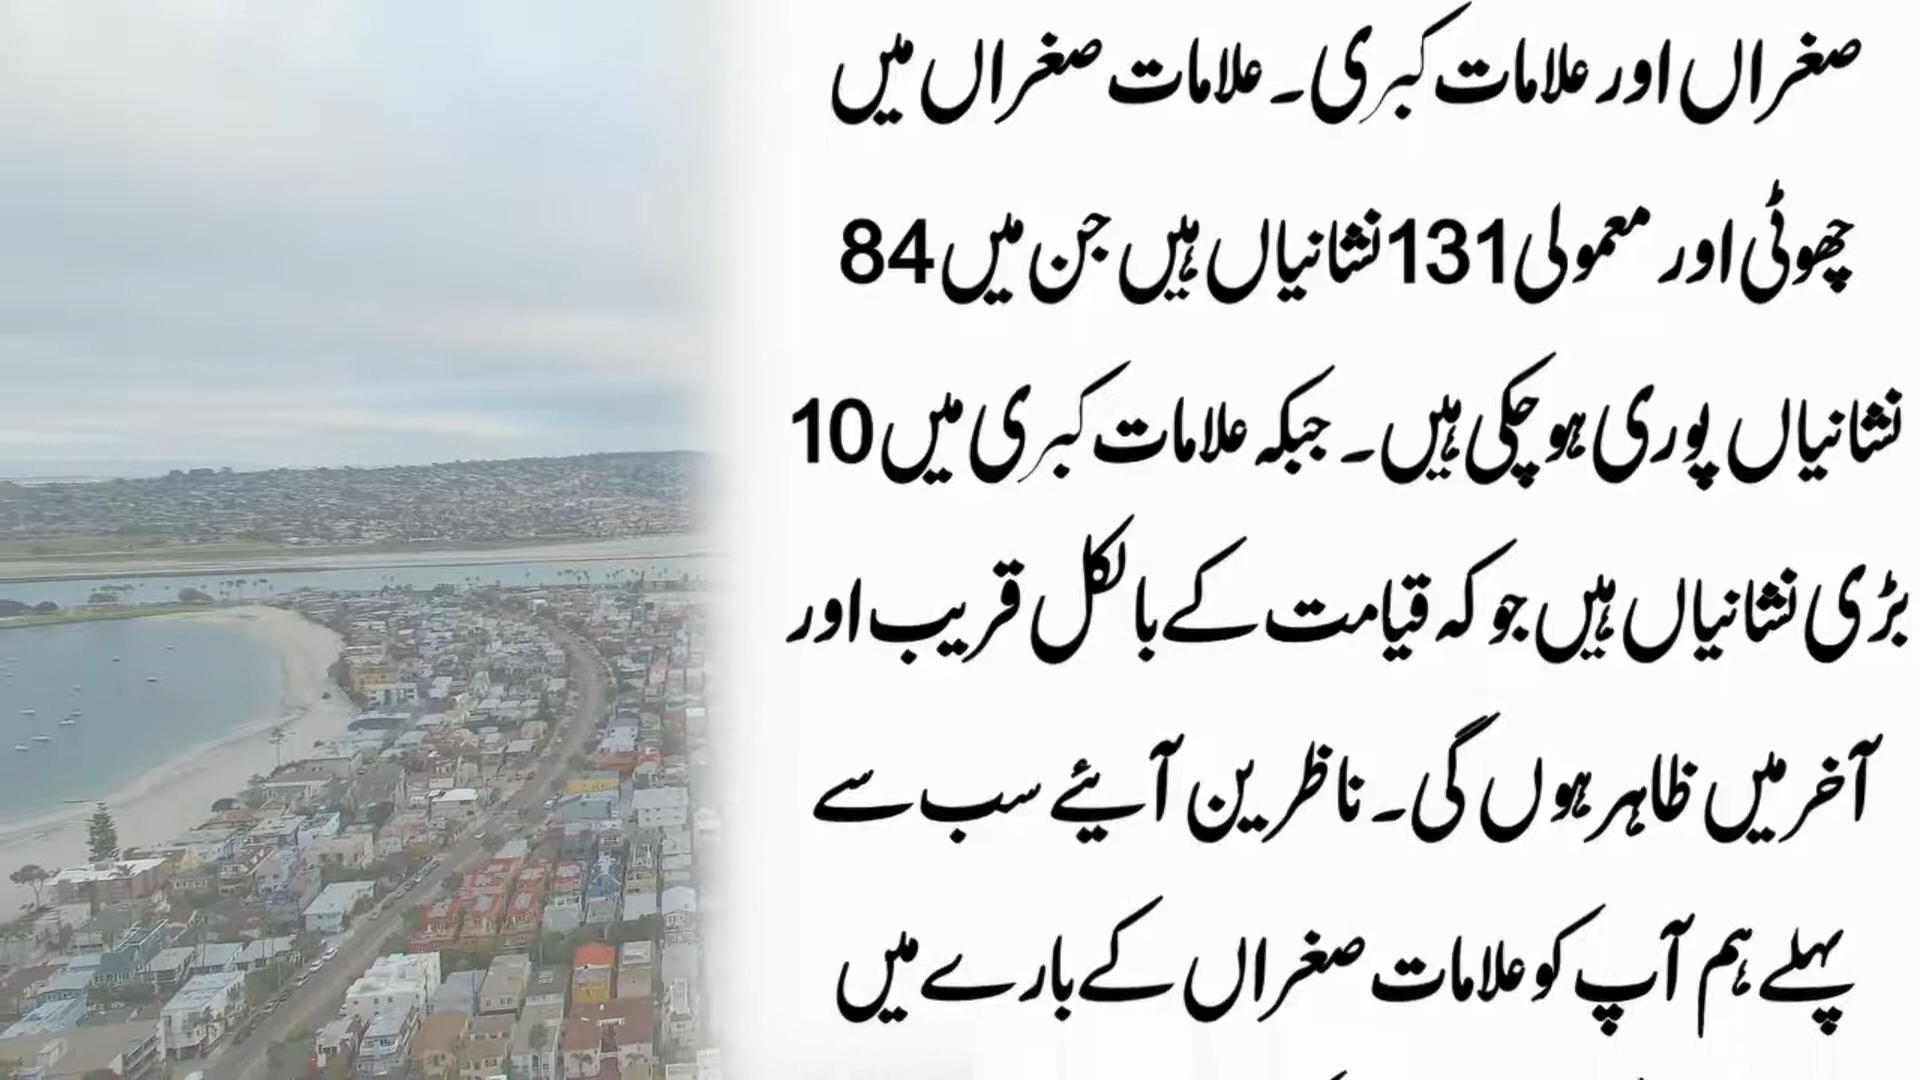 صغراں اور علامات کبری۔ علامات صغراں میں
چھوٹی اور معمولی 131 نشانیاں ہیں جن میں 84
نشانیاں پوری ہو چکی ہیں۔ جبکہ علامات کبری میں 10
بڑی نشانیاں ہیں جو کہ قیامت کے بالکل قریب اور
آخر میں ظاہر ہوں گی۔ ناظرین آیئے سب سے
پہلے ہم آپ کو علامات صغراں کے بارے میں